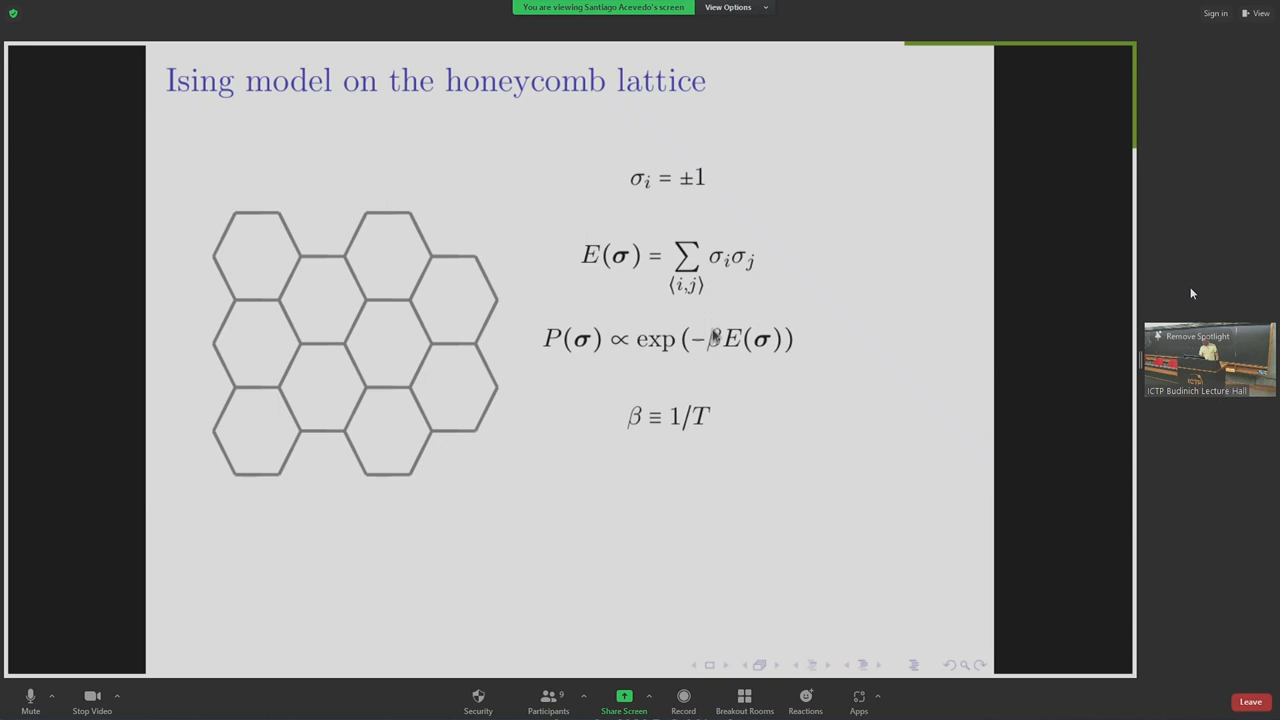 You are viewing Santiago Acevedo's screen
View Options
Sign in
View
Ising model on the honeycomb lattice
σ_i = ±1
E(σ) = ∑_{⟨i,j⟩} σ_i σ_j
P(σ) ∝ exp (−βE(σ))
β ≡ 1/T
Remove Spotlight
ICTP
ICTP Budinich Lecture Hall
Mute
Stop Video
Security
Participants
9
Share Screen
Record
Breakout Rooms
Reactions
Apps
Leave